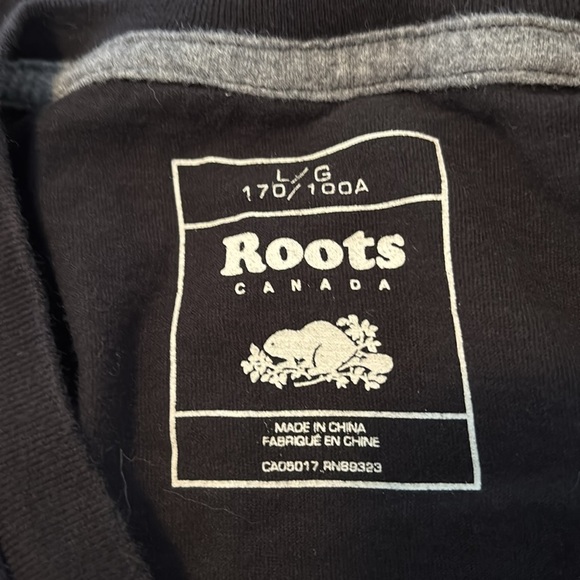 L/G
170/100A
Roots
CANADA
MADE IN CHINA
FABRIQUÉ EN CHINE
CA05017 RN89323